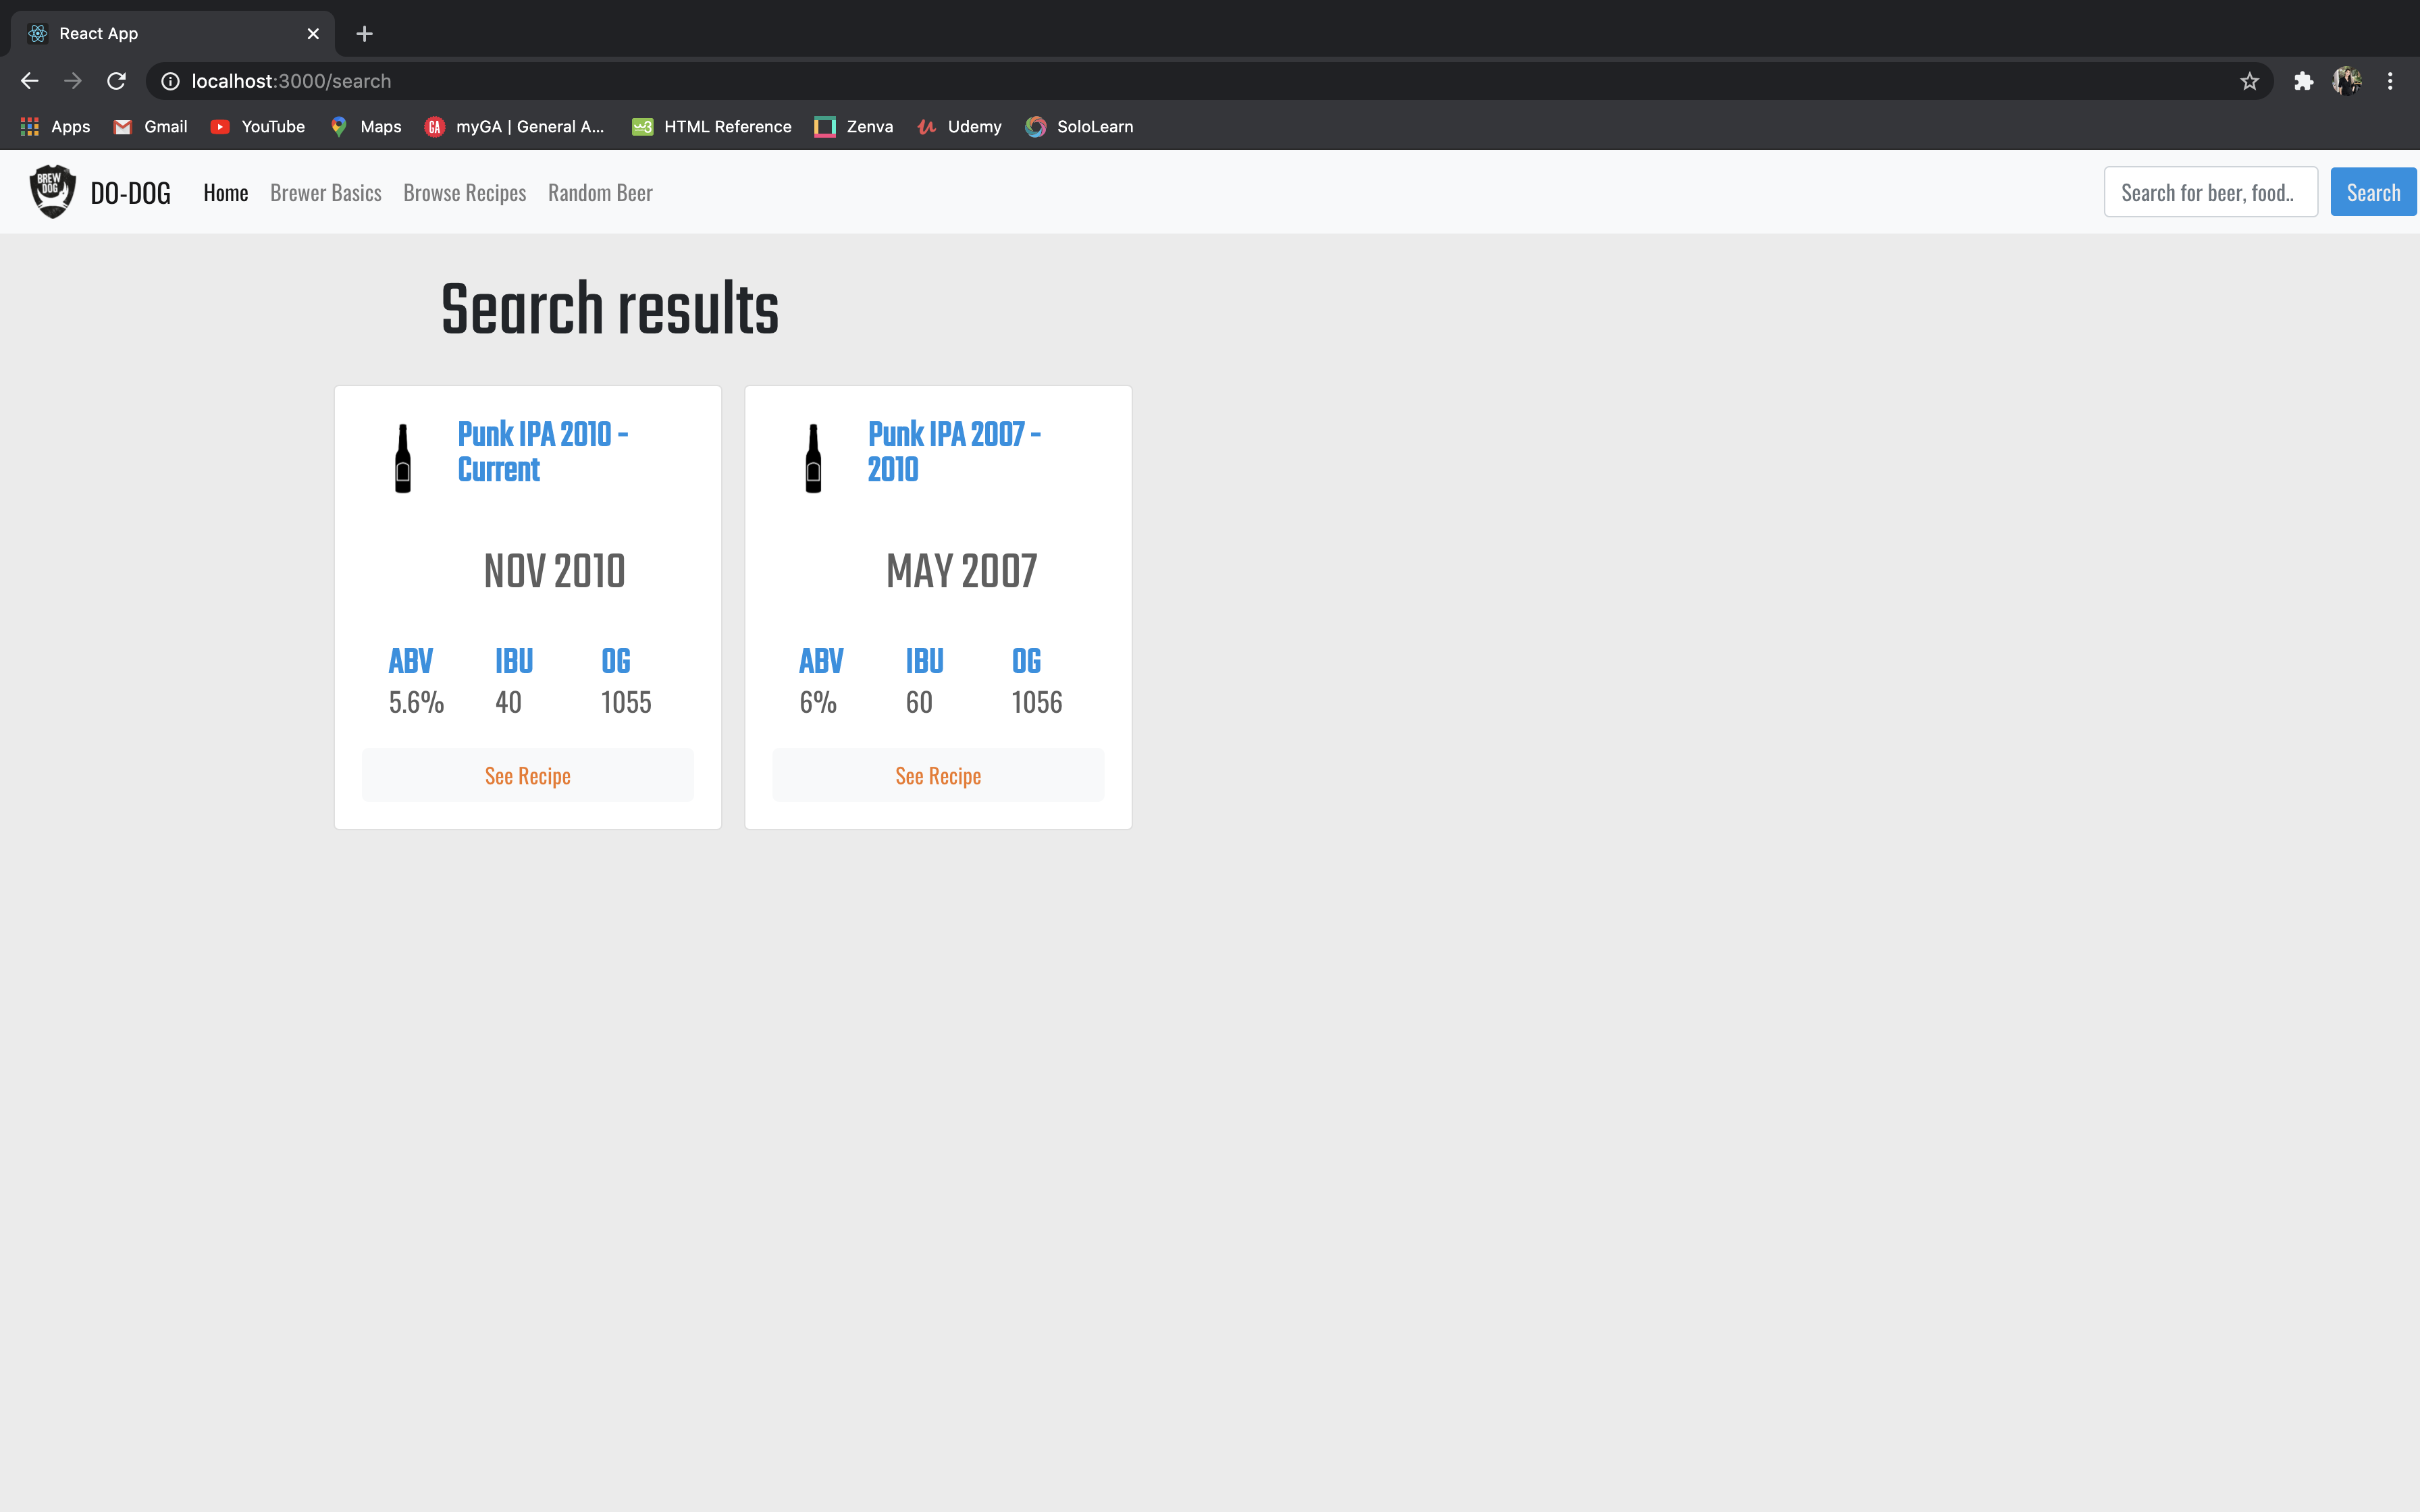 React App
localhost:3000/search
Apps Gmail YouTube Maps GA myGA | General A... w3 HTML Reference Zenva Udemy SoloLearn
BREW
DOG
DO-DOG Home Brewer Basics Browse Recipes Random Beer Search for beer, food.. Search
Search results
Punk IPA 2010 -
Current
NOV 2010
ABV IBU OG
5.6% 40 1055
See Recipe
Punk IPA 2007 -
2010
MAY 2007
ABV IBU OG
6% 60 1056
See Recipe